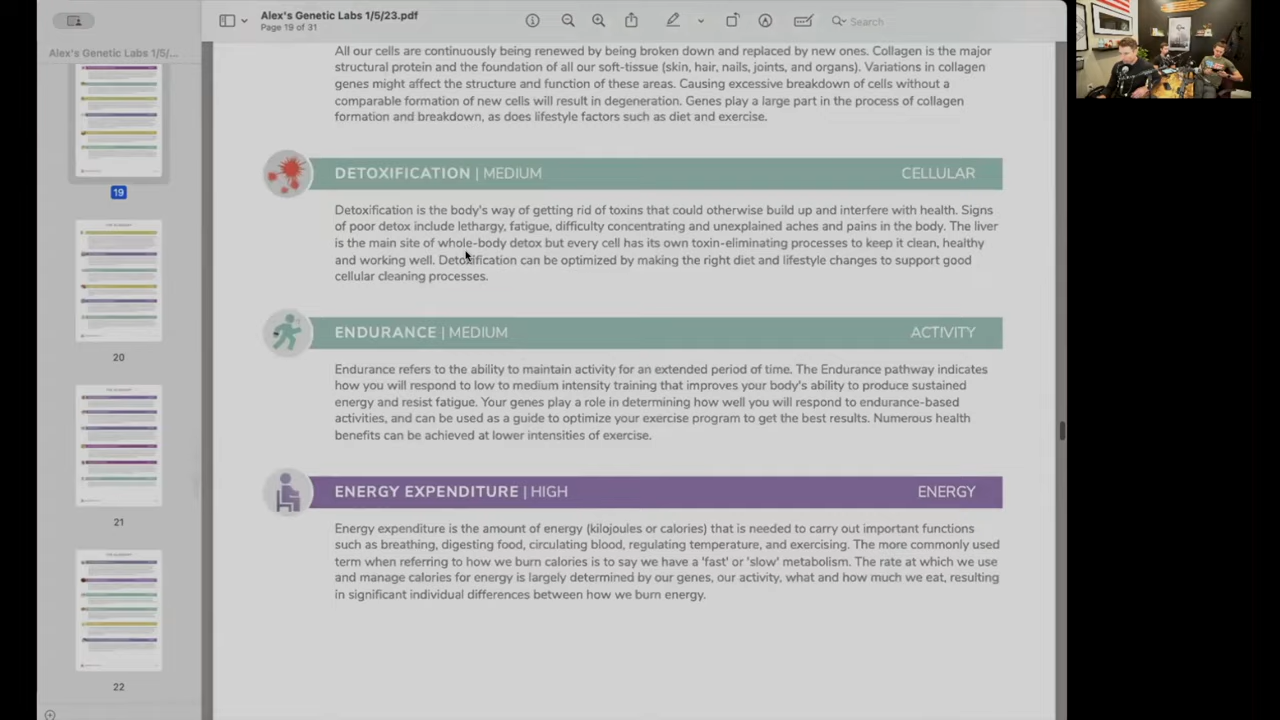 Alex's Genetic Labs 1/5/23.pdf
Page 19 of 31
Search
Alex's Genetic Labs 1/5/...
19
20
21
22
All our cells are continuously being renewed by being broken down and replaced by new ones. Collagen is the major
structural protein and the foundation of all our soft-tissue (skin, hair, nails, joints, and organs). Variations in collagen
genes might affect the structure and function of these areas. Causing excessive breakdown of cells without a
comparable formation of new cells will result in degeneration. Genes play a large part in the process of collagen
formation and breakdown, as does lifestyle factors such as diet and exercise.
DETOXIFICATION | MEDIUM CELLULAR
Detoxification is the body's way of getting rid of toxins that could otherwise build up and interfere with health. Signs
of poor detox include lethargy, fatigue, difficulty concentrating and unexplained aches and pains in the body. The liver
is the main site of whole-body detox but every cell has its own toxin-eliminating processes to keep it clean, healthy
and working well. Detoxification can be optimized by making the right diet and lifestyle changes to support good
cellular cleaning processes.
ENDURANCE | MEDIUM ACTIVITY
Endurance refers to the ability to maintain activity for an extended period of time. The Endurance pathway indicates
how you will respond to low to medium intensity training that improves your body's ability to produce sustained
energy and resist fatigue. Your genes play a role in determining how well you will respond to endurance-based
activities, and can be used as a guide to optimize your exercise program to get the best results. Numerous health
benefits can be achieved at lower intensities of exercise.
ENERGY EXPENDITURE | HIGH ENERGY
Energy expenditure is the amount of energy (kilojoules or calories) that is needed to carry out important functions
such as breathing, digesting food, circulating blood, regulating temperature, and exercising. The more commonly used
term when referring to how we burn calories is to say we have a 'fast' or 'slow' metabolism. The rate at which we use
and manage calories for energy is largely determined by our genes, our activity, what and how much we eat, resulting
in significant individual differences between how we burn energy.